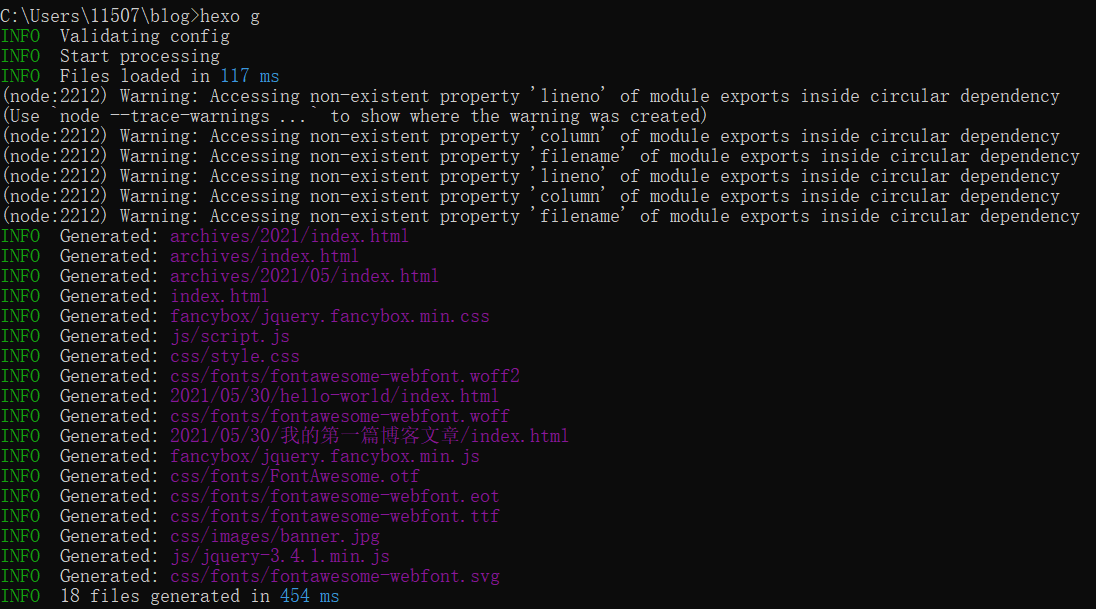 C:\Users\11507\blog>hexo g
INFO  Validating config
INFO  Start processing
INFO  Files loaded in 117 ms
(node:2212) Warning: Accessing non-existent property 'lineno' of module exports inside circular dependency
(Use `node --trace-warnings ...` to show where the warning was created)
(node:2212) Warning: Accessing non-existent property 'column' of module exports inside circular dependency
(node:2212) Warning: Accessing non-existent property 'filename' of module exports inside circular dependency
(node:2212) Warning: Accessing non-existent property 'lineno' of module exports inside circular dependency
(node:2212) Warning: Accessing non-existent property 'column' of module exports inside circular dependency
(node:2212) Warning: Accessing non-existent property 'filename' of module exports inside circular dependency
INFO  Generated: archives/2021/index.html
INFO  Generated: archives/index.html
INFO  Generated: archives/2021/05/index.html
INFO  Generated: index.html
INFO  Generated: fancybox/jquery.fancybox.min.css
INFO  Generated: js/script.js
INFO  Generated: css/style.css
INFO  Generated: css/fonts/fontawesome-webfont.woff2
INFO  Generated: 2021/05/30/hello-world/index.html
INFO  Generated: css/fonts/fontawesome-webfont.woff
INFO  Generated: 2021/05/30/我的第一篇博客文章/index.html
INFO  Generated: fancybox/jquery.fancybox.min.js
INFO  Generated: css/fonts/FontAwesome.otf
INFO  Generated: css/fonts/fontawesome-webfont.eot
INFO  Generated: css/fonts/fontawesome-webfont.ttf
INFO  Generated: css/images/banner.jpg
INFO  Generated: js/jquery-3.4.1.min.js
INFO  Generated: css/fonts/fontawesome-webfont.svg
INFO  18 files generated in 454 ms